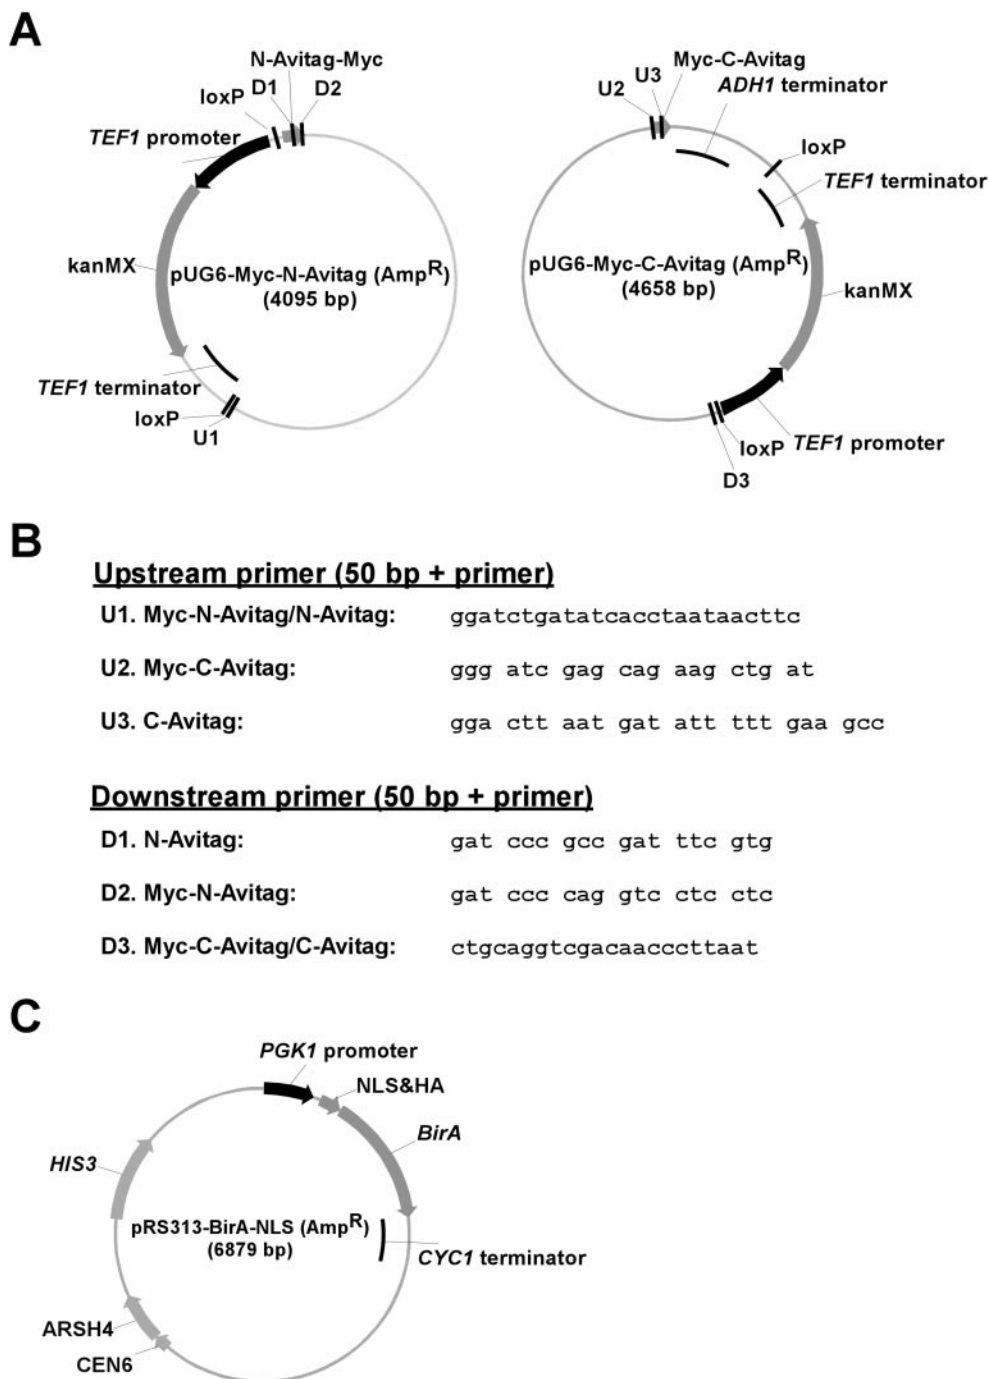 A
N-Avitag-Myc
loxP D1 D2
TEF1 promoter
kanMX
pUG6-Myc-N-Avitag (AmpR)
(4095 bp)
TEF1 terminator
loxP
U1
Myc-C-Avitag
U2 U3
ADH1 terminator
loxP
TEF1 terminator
pUG6-Myc-C-Avitag (AmpR)
(4658 bp)
kanMX
loxP
TEF1 promoter
D3
B
Upstream primer (50 bp + primer)
U1. Myc-N-Avitag/N-Avitag: ggatctgatatcacctaataacttc
U2. Myc-C-Avitag: ggg atc gag cag aag ctg at
U3. C-Avitag: gga ctt aat gat att ttt gaa gcc
Downstream primer (50 bp + primer)
D1. N-Avitag: gat ccc gcc gat ttc gtg
D2. Myc-N-Avitag: gat ccc cag gtc ctc ctc
D3. Myc-C-Avitag/C-Avitag: ctgcaggtcgacaacccttaat
C
PGK1 promoter
NLS&HA
BirA
HIS3
pRS313-BirA-NLS (AmpR)
(6879 bp)
CYC1 terminator
ARSH4
CEN6